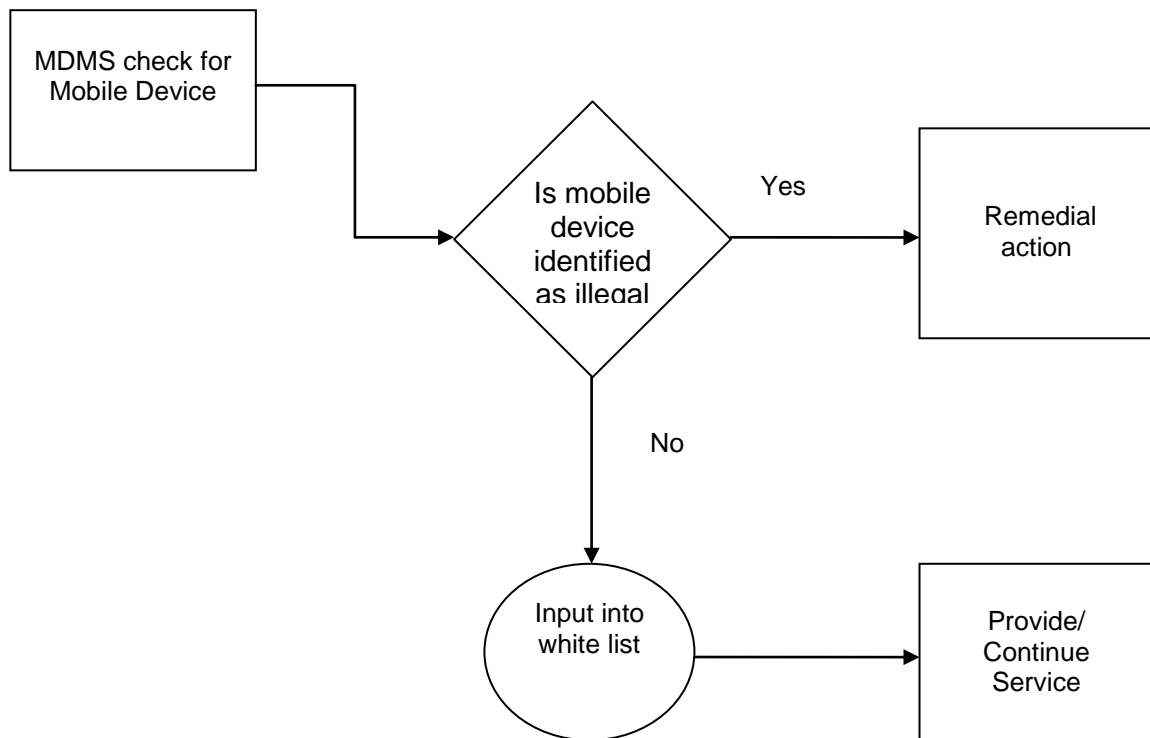 MDMS check for
Mobile Device
Is mobile
device
identified
as illegal
Yes
Remedial
action
No
Input into
white list
Provide/
Continue
Service